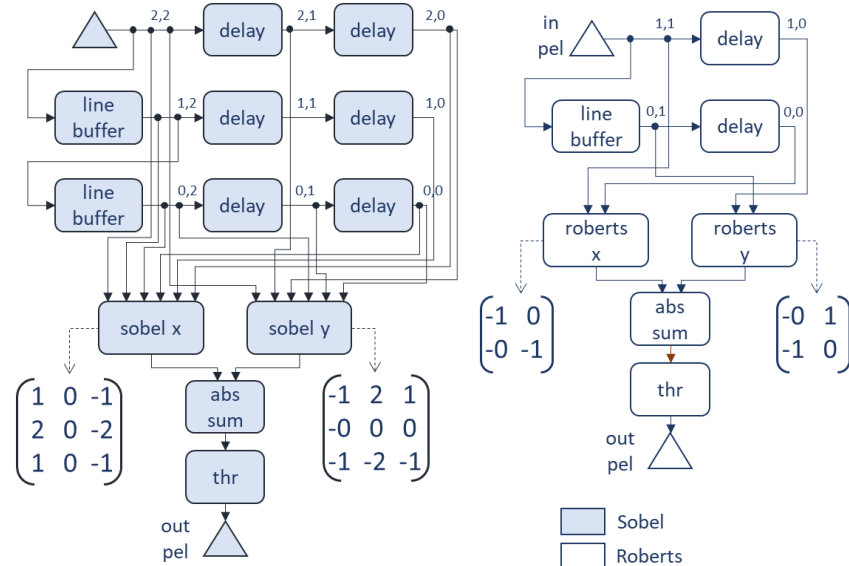 2,2
delay
2,1
delay
2,0
line
buffer
1,2
delay
1,1
delay
1,0
line
buffer
0,2
delay
0,1
delay
0,0
sobel x
sobel y
1 0 -1
2 0 -2
1 0 -1
-1 2 1
-0 0 0
-1 -2 -1
abs
sum
thr
out
pel
in
pel
1,1
delay
1,0
line
buffer
0,1
delay
0,0
roberts
x
roberts
y
-1 0
-0 -1
-0 1
-1 0
abs
sum
thr
out
pel
Sobel
Roberts